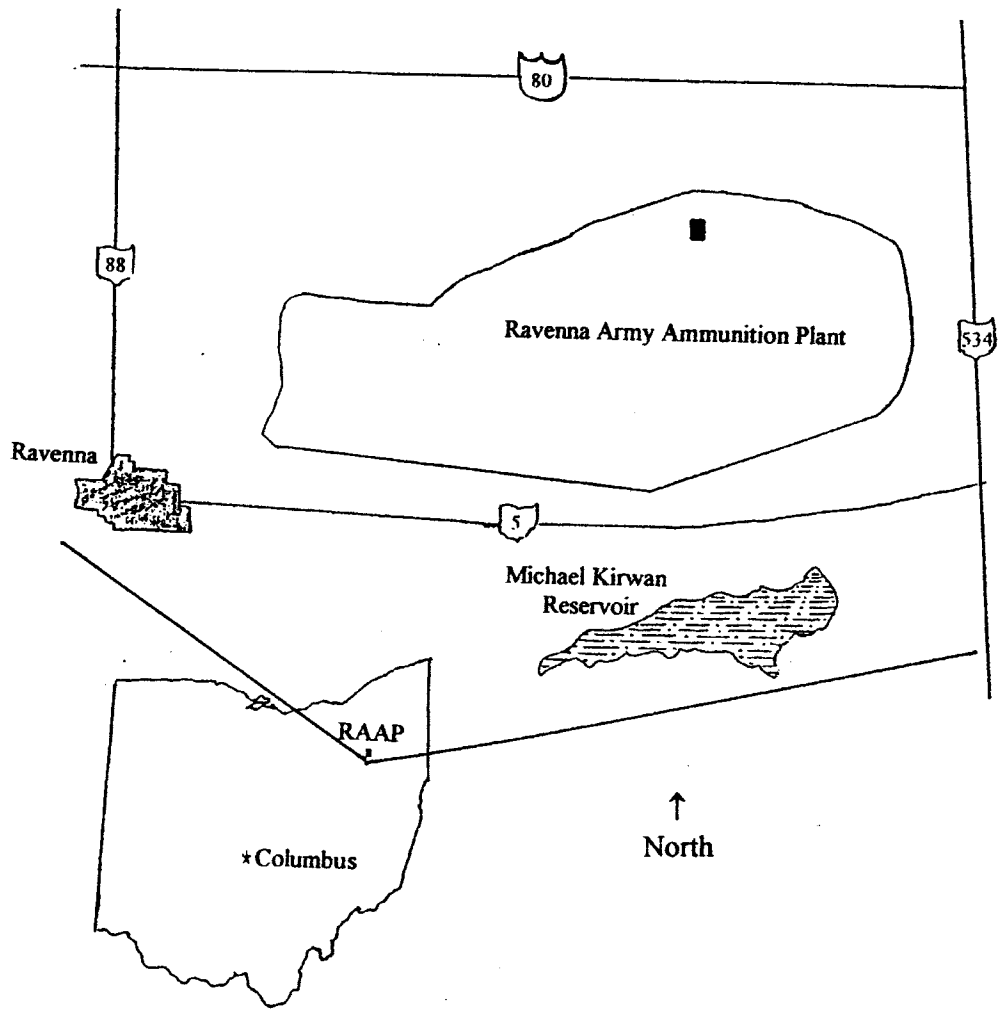 80
88
Ravenna Army Ammunition Plant
534
Ravenna
5
Michael Kirwan
Reservoir
RAAP
North
*Columbus